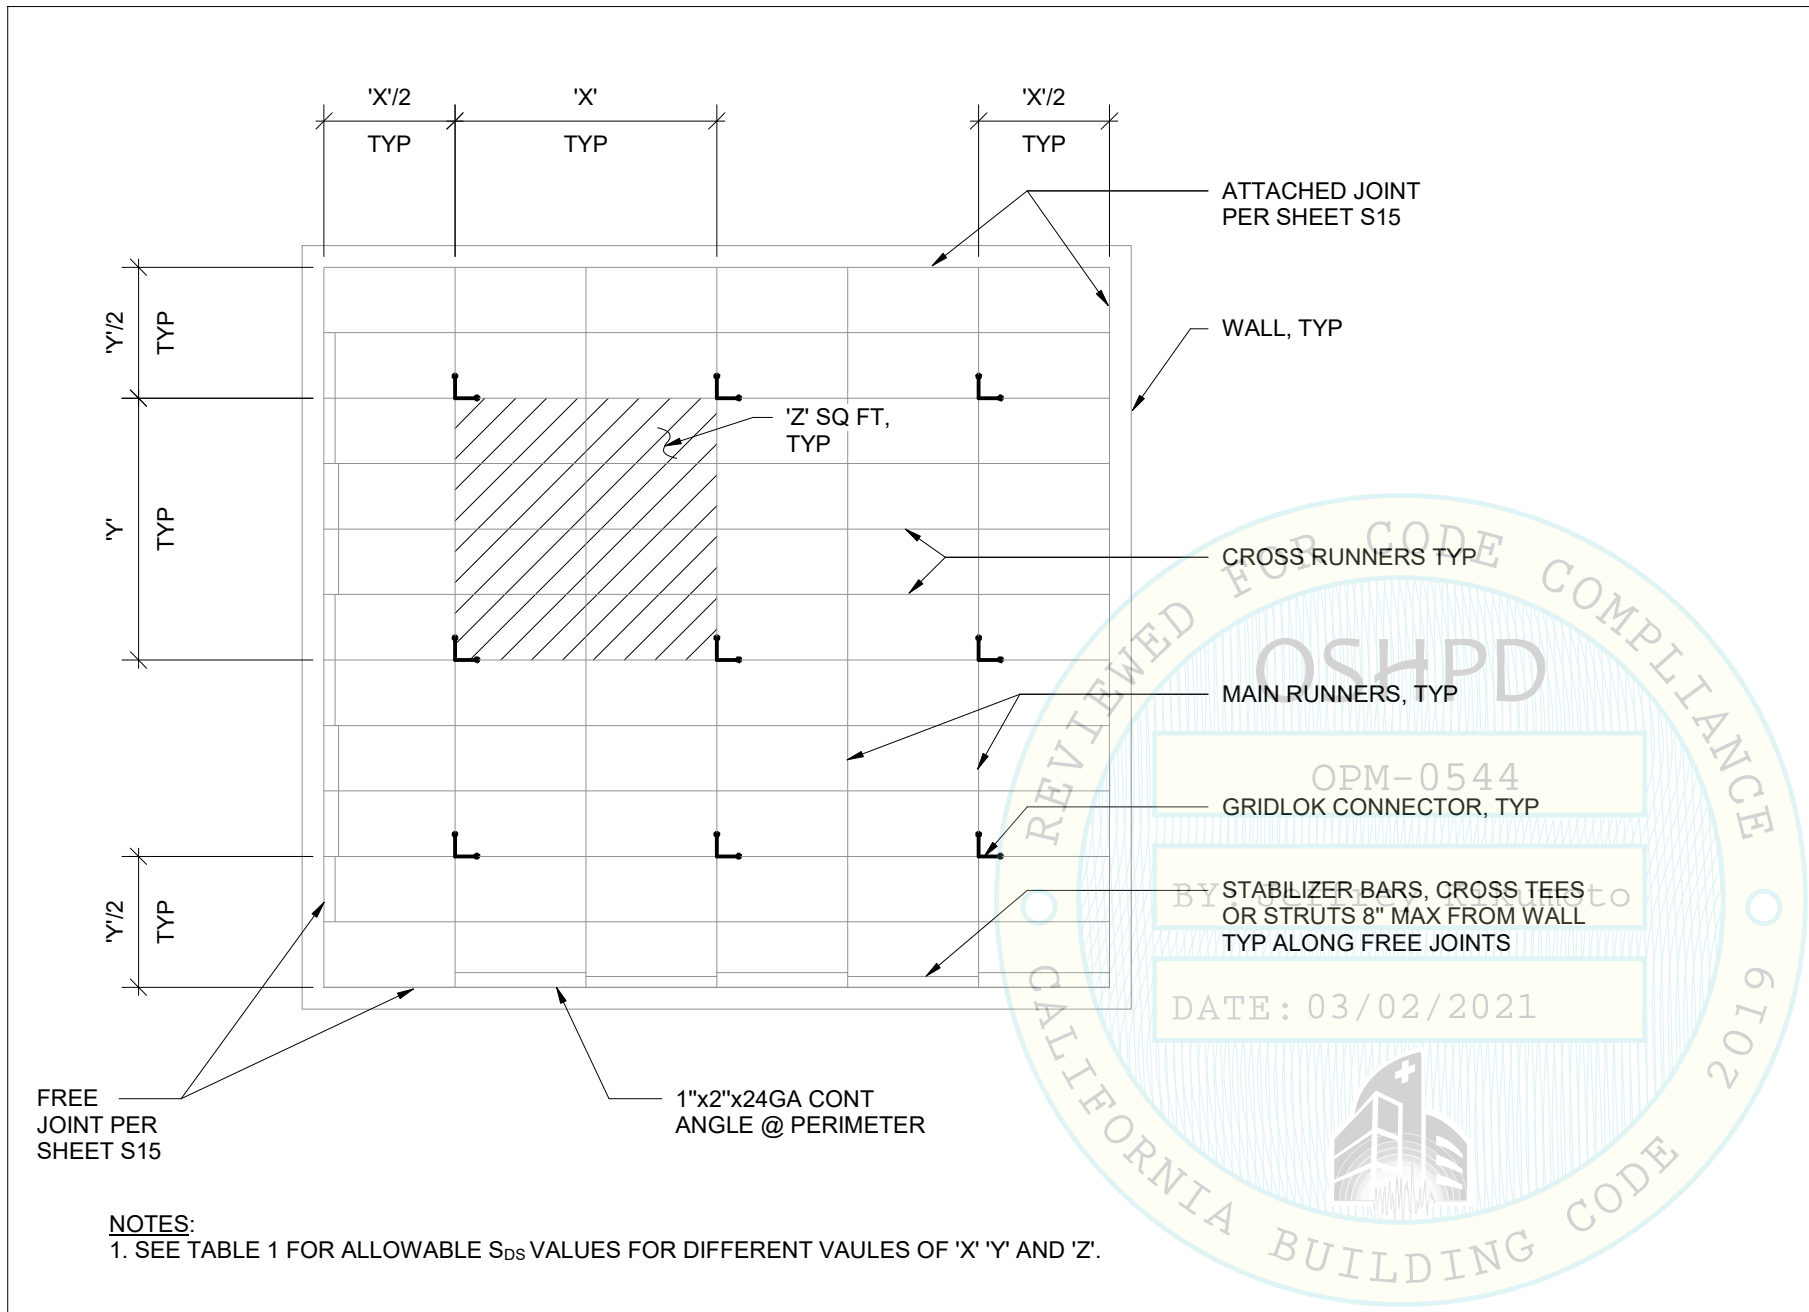 'X'/2
TYP
'X'
TYP
'X'/2
TYP
ATTACHED JOINT
PER SHEET S15
'Y'/2
TYP
WALL, TYP
'Z' SQ FT,
TYP
'Y'
TYP
CROSS RUNNERS TYP
MAIN RUNNERS, TYP
GRIDLOK CONNECTOR, TYP
STABILIZER BARS, CROSS TEES
OR STRUTS 8" MAX FROM WALL
TYP ALONG FREE JOINTS
'Y'/2
TYP
FREE
JOINT PER
SHEET S15
1"x2"x24GA CONT
ANGLE @ PERIMETER
NOTES:
1. SEE TABLE 1 FOR ALLOWABLE SDS VALUES FOR DIFFERENT VAULES OF 'X' 'Y' AND 'Z'.
REVIEWED FOR CODE COMPLIANCE
OSHPD
OPM-0544
BY: Jeffrey Kikumoto
DATE: 03/02/2021
CALIFORNIA BUILDING CODE 2019